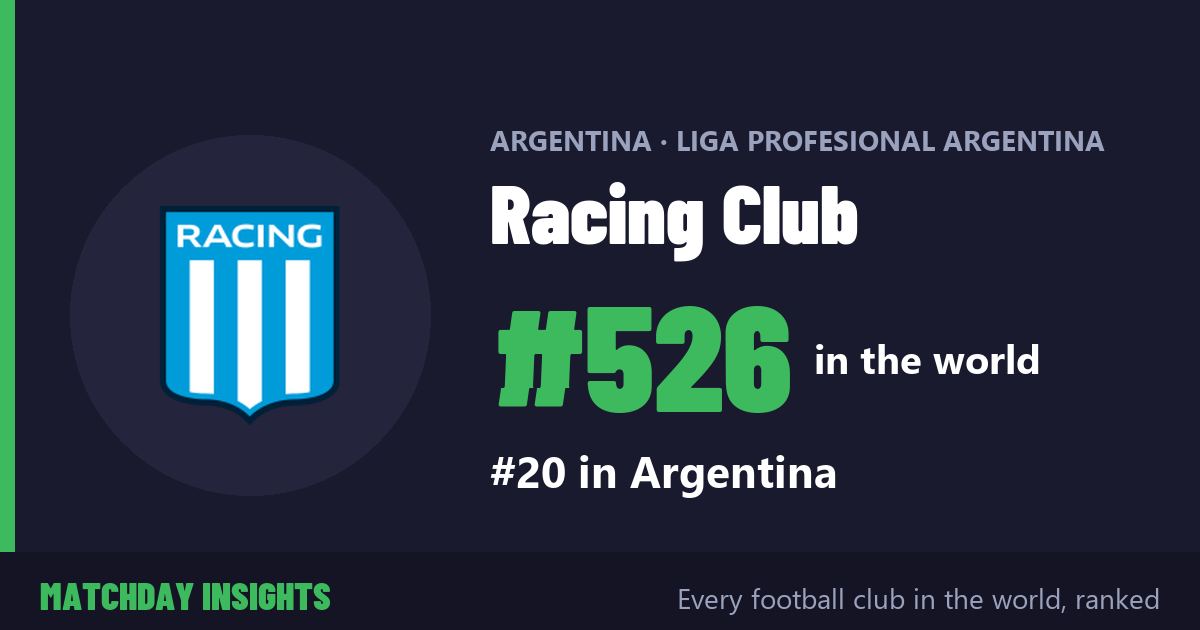 ARGENTINA · LIGA PROFESIONAL ARGENTINA
Racing Club
RACING
#526 in the world
#20 in Argentina
MATCHDAY INSIGHTS
Every football club in the world, ranked